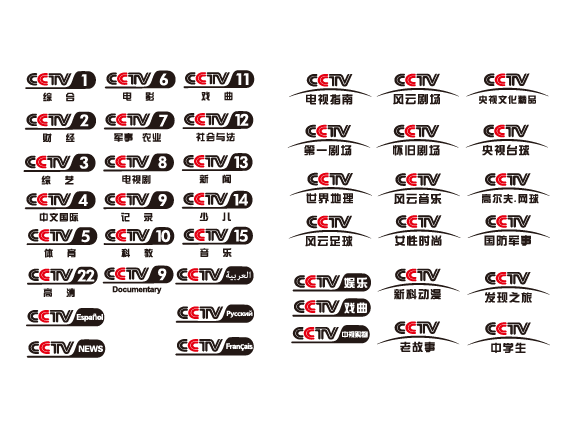 CCTV 1
综合
CCTV 6
电影
CCTV 11
戏曲
CCTV 2
财经
CCTV 7
军事 农业
CCTV 12
社会与法
CCTV 3
综艺
CCTV 8
电视剧
CCTV 13
新闻
CCTV 4
中文国际
CCTV 9
记录
CCTV 14
少儿
CCTV 5
体育
CCTV 10
科教
CCTV 15
音乐
CCTV 22
高清
CCTV 9
Documentary
CCTV العربية
CCTV Español
CCTV Русский
CCTV NEWS
CCTV Français
CCTV
电视指南
CCTV
风云剧场
CCTV
央视文化精品
CCTV
第一剧场
CCTV
怀旧剧场
CCTV
央视台球
CCTV
世界地理
CCTV
风云音乐
CCTV
高尔夫.网球
CCTV
风云足球
CCTV
女性时尚
CCTV
国防军事
CCTV 娱乐
CCTV 戏曲
CCTV 中视购物
CCTV
新科动漫
CCTV
发现之旅
CCTV
老故事
CCTV
中学生